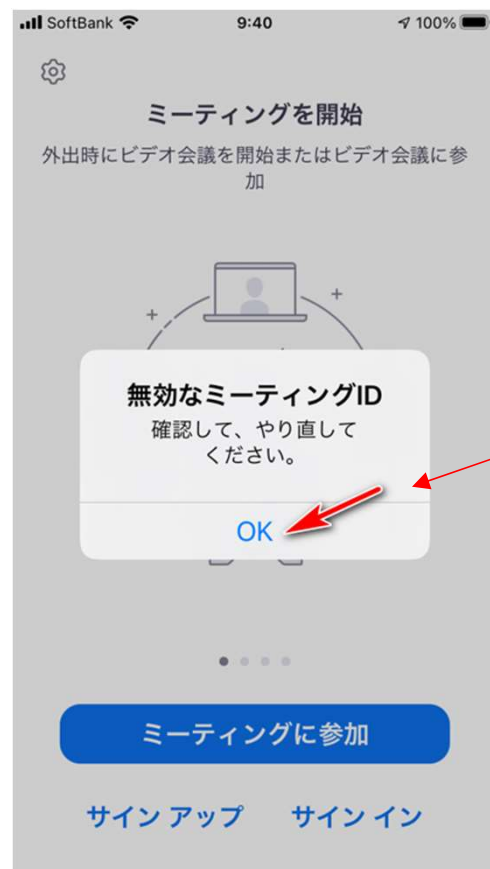 SoftBank 9:40 100%
ミーティングを開始
外出時にビデオ会議を開始またはビデオ会議に参
加
無効なミーティングID
確認して、やり直して
ください。
OK
ミーティングに参加
サイン アップ サイン イン